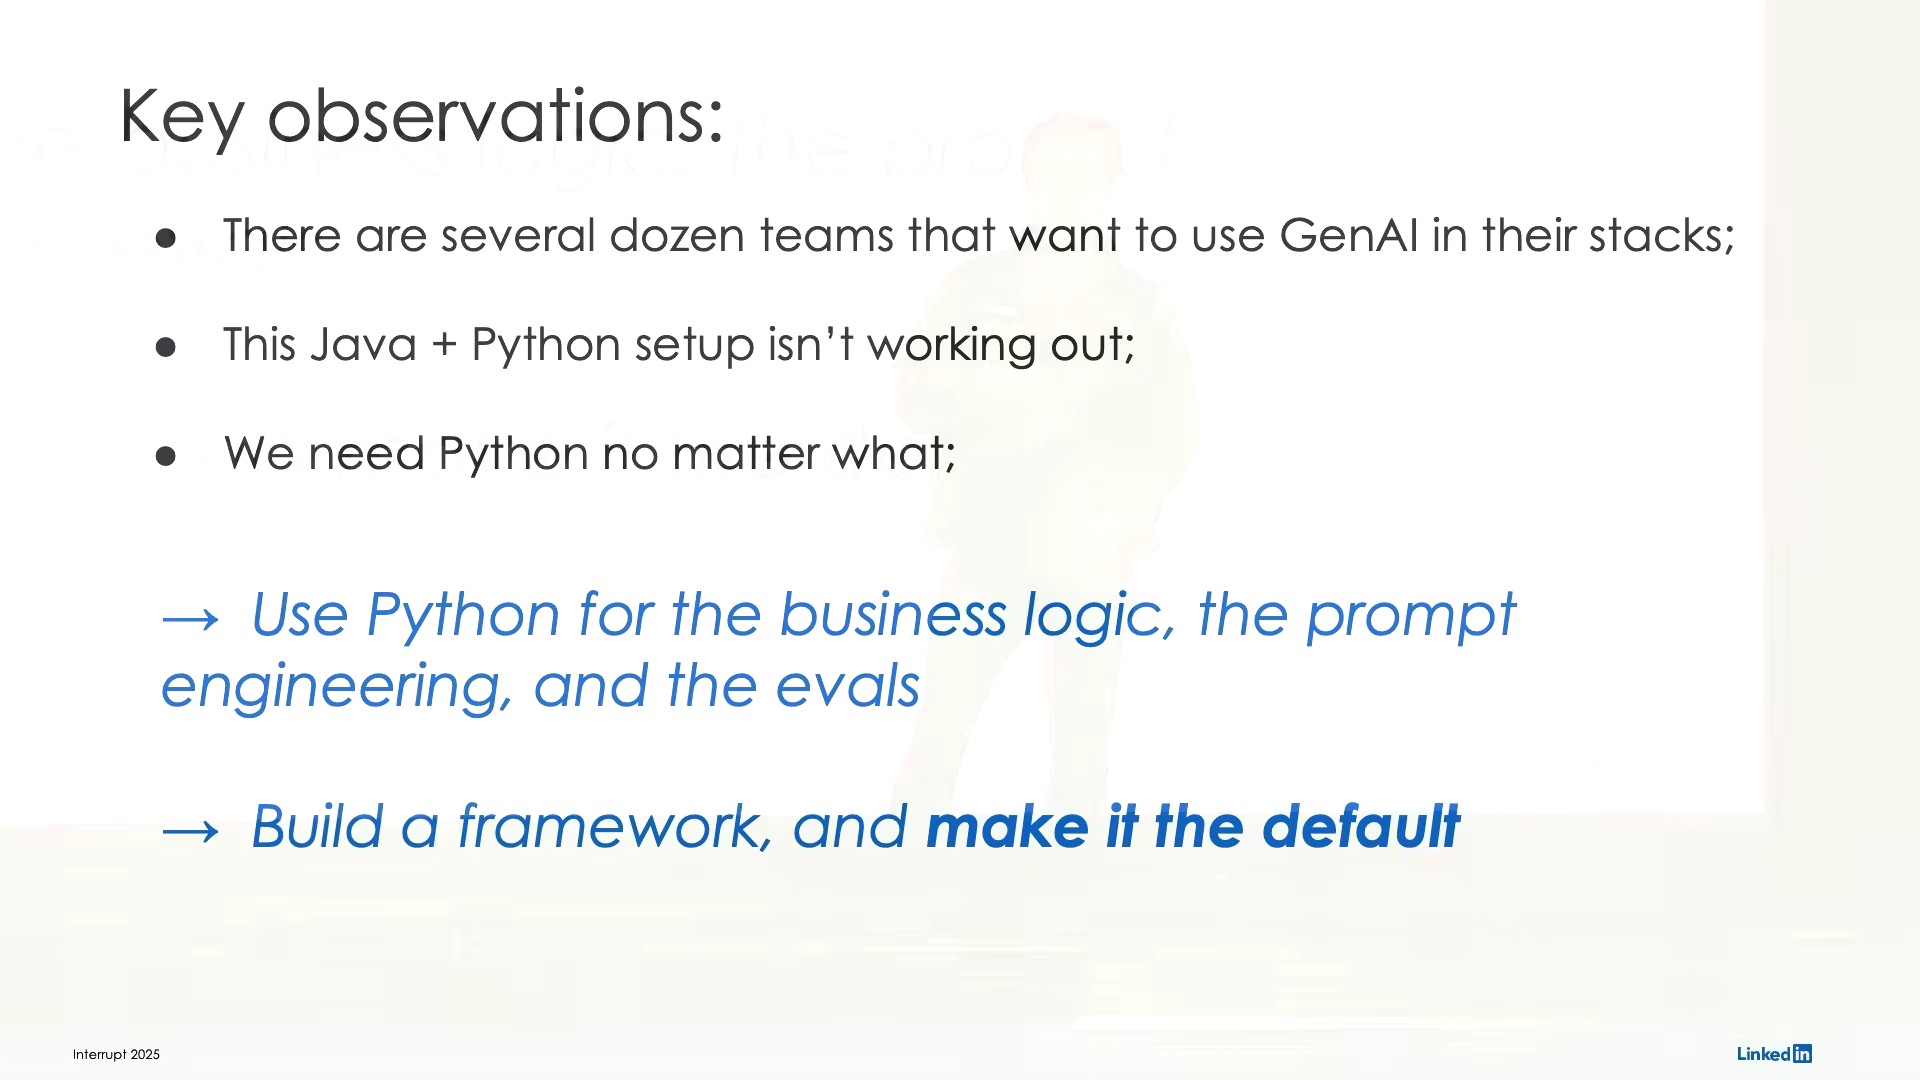 Key observations:
● There are several dozen teams that want to use GenAI in their stacks;
● This Java + Python setup isn’t working out;
● We need Python no matter what;
→ Use Python for the business logic, the prompt
engineering, and the evals
→ Build a framework, and make it the default
Interrupt 2025
LinkedIn